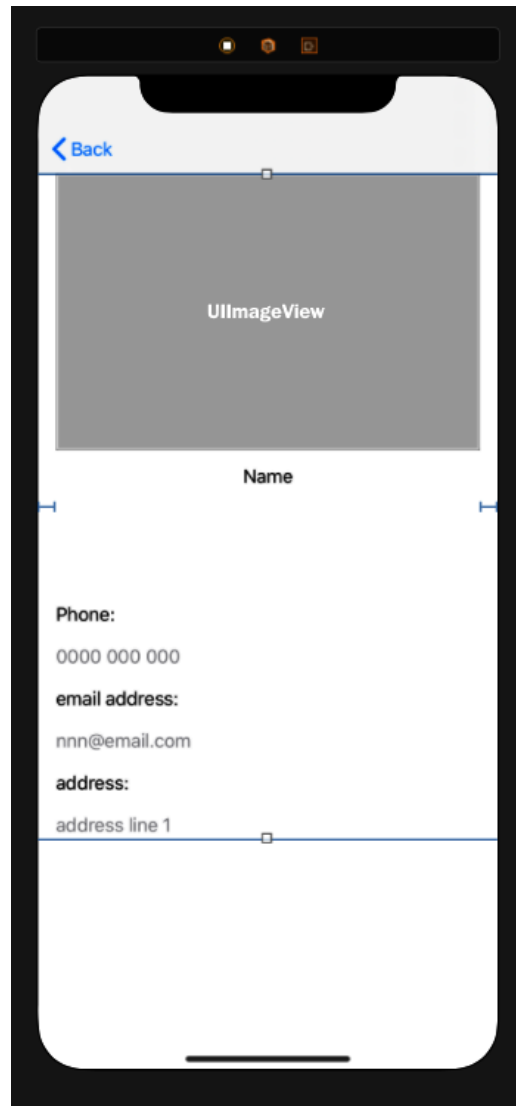 Back
UIImageView
Name
Phone:
0000 000 000
email address:
nnn@email.com
address:
address line 1